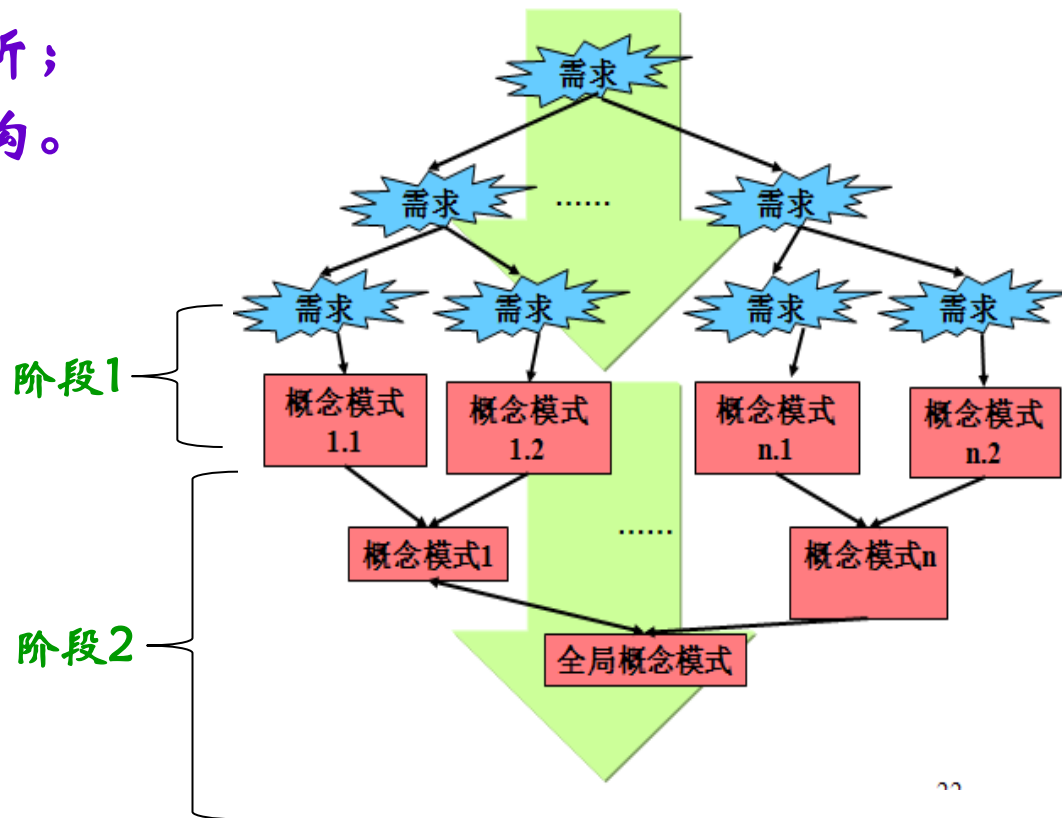 析；
构。
需求
需求
......
需求
需求
需求
需求
需求
阶段1
概念模式
1.1
概念模式
1.2
概念模式
n.1
概念模式
n.2
......
概念模式1
概念模式n
阶段2
全局概念模式